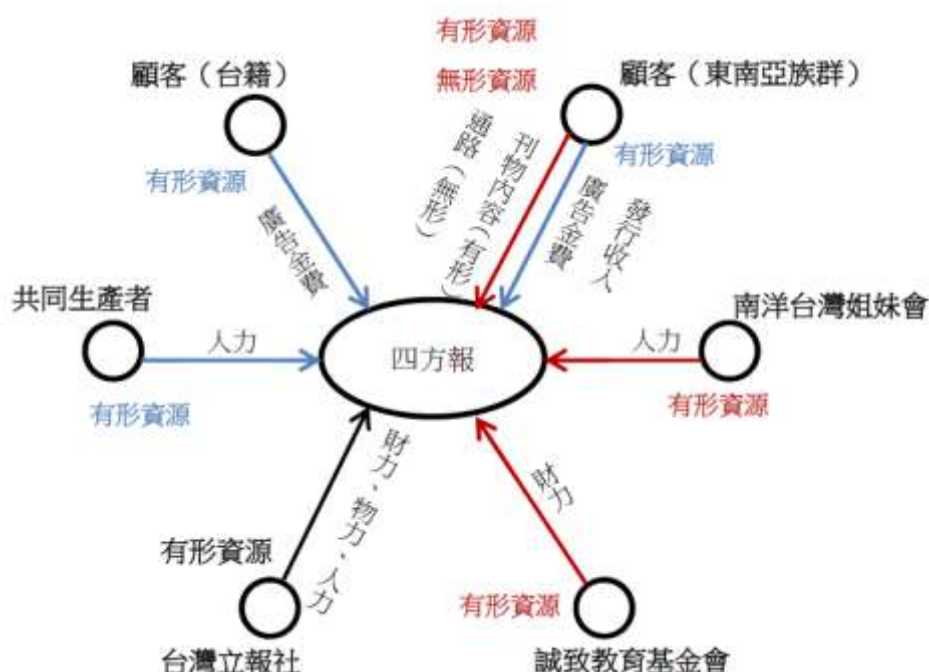 有形資源
無形資源
顧客（台籍）
顧客（東南亞族群）
有形資源
廣告金費
通路（無形）
刊物內容（有形）
有形資源
廣告金費
發行收入
共同生產者
人力
有形資源
四方報
南洋台灣姐妹會
人力
有形資源
財力、物力、人力
有形資源
台灣立報社
財力
有形資源
誠致教育基金會